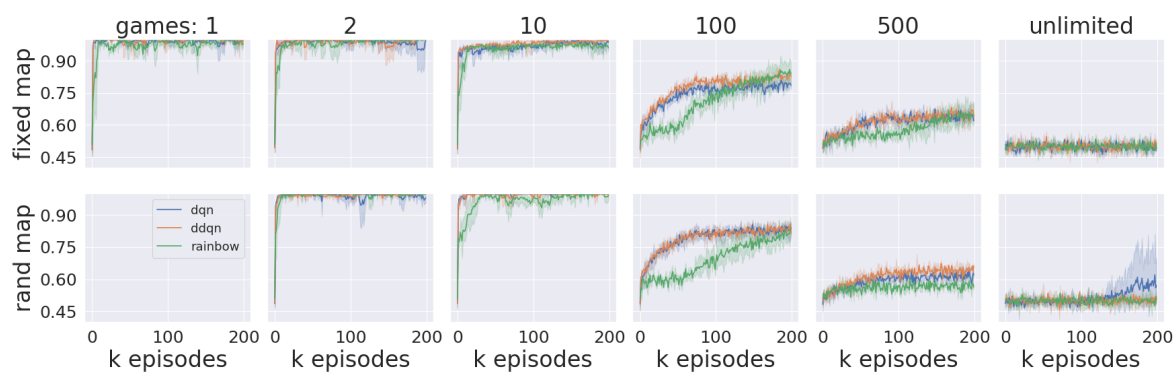 games: 1 2 10 100 500 unlimited
fixed map
0.90
0.75
0.60
0.45
rand map
0.90
0.75
0.60
0.45
dqn
ddqn
rainbow
0 100 200 0 100 200 0 100 200 0 100 200 0 100 200 0 100 200
k episodes k episodes k episodes k episodes k episodes k episodes